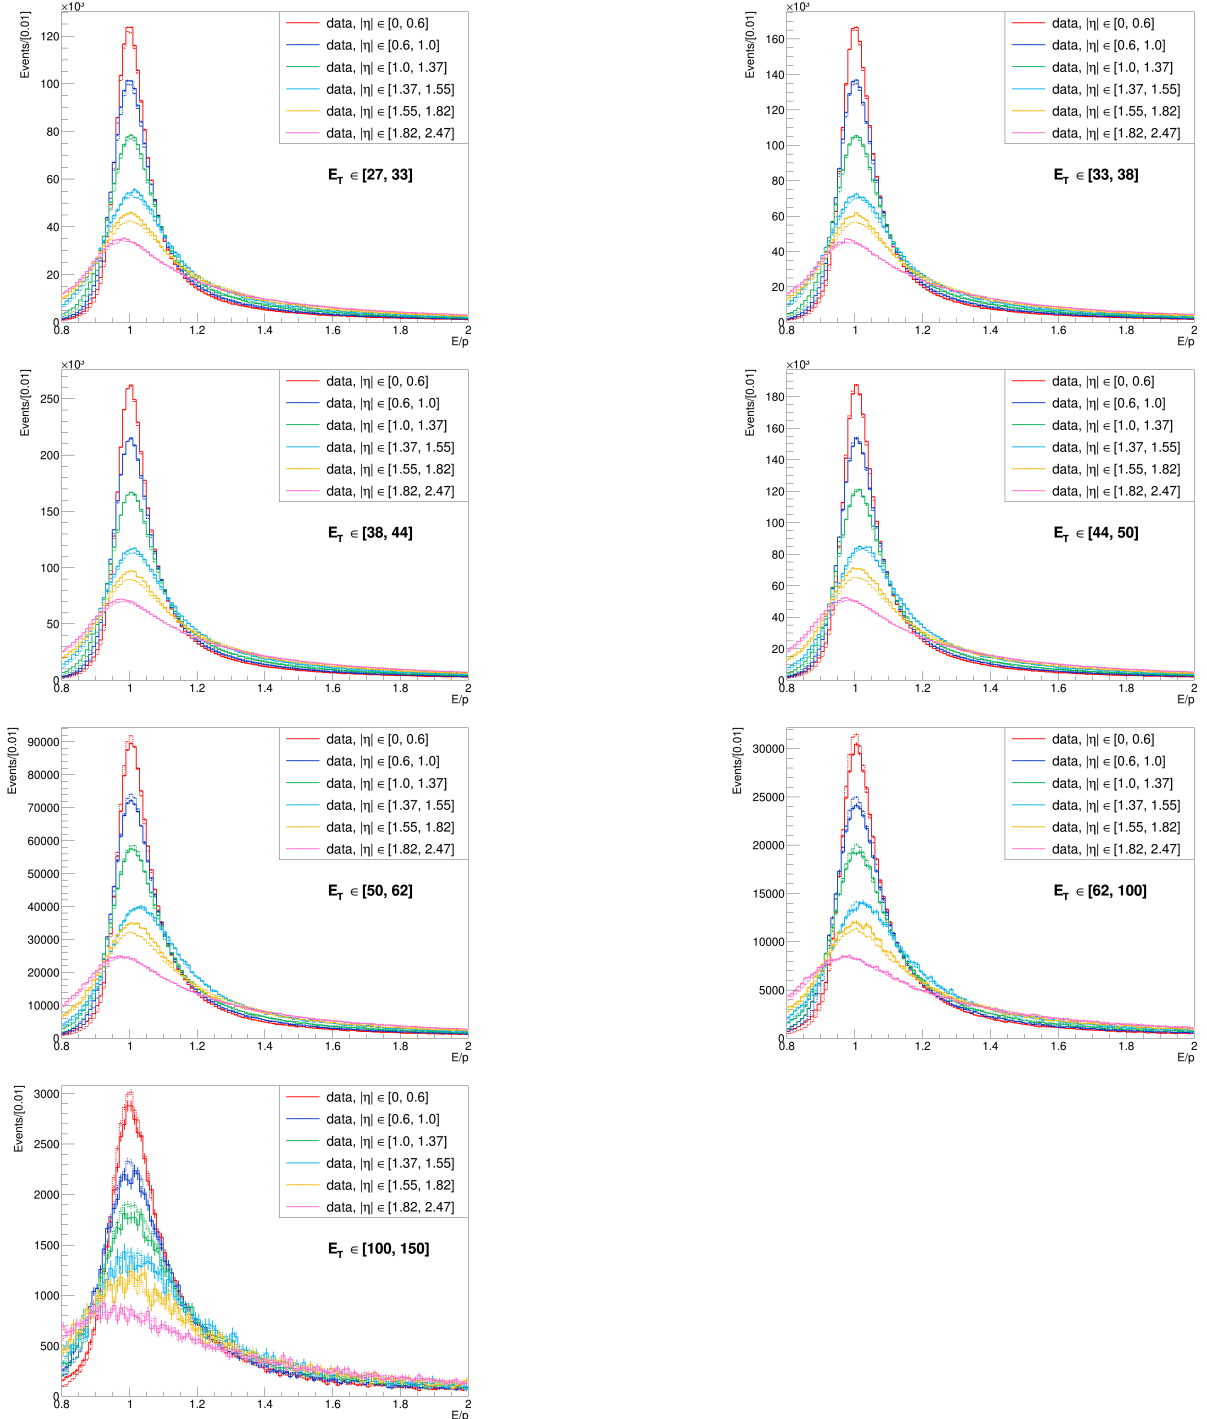 ×10³
Events/[0.01]
120
100
80
60
40
20
0
0.8 1 1.2 1.4 1.6 1.8 2
E/p
data, |η| ∈ [0, 0.6]
data, |η| ∈ [0.6, 1.0]
data, |η| ∈ [1.0, 1.37]
data, |η| ∈ [1.37, 1.55]
data, |η| ∈ [1.55, 1.82]
data, |η| ∈ [1.82, 2.47]
E_T ∈ [27, 33]
×10³
Events/[0.01]
160
140
120
100
80
60
40
20
0
0.8 1 1.2 1.4 1.6 1.8 2
E/p
data, |η| ∈ [0, 0.6]
data, |η| ∈ [0.6, 1.0]
data, |η| ∈ [1.0, 1.37]
data, |η| ∈ [1.37, 1.55]
data, |η| ∈ [1.55, 1.82]
data, |η| ∈ [1.82, 2.47]
E_T ∈ [33, 38]
×10³
Events/[0.01]
250
200
150
100
50
0
0.8 1 1.2 1.4 1.6 1.8 2
E/p
data, |η| ∈ [0, 0.6]
data, |η| ∈ [0.6, 1.0]
data, |η| ∈ [1.0, 1.37]
data, |η| ∈ [1.37, 1.55]
data, |η| ∈ [1.55, 1.82]
data, |η| ∈ [1.82, 2.47]
E_T ∈ [38, 44]
×10³
Events/[0.01]
180
160
140
120
100
80
60
40
20
0
0.8 1 1.2 1.4 1.6 1.8 2
E/p
data, |η| ∈ [0, 0.6]
data, |η| ∈ [0.6, 1.0]
data, |η| ∈ [1.0, 1.37]
data, |η| ∈ [1.37, 1.55]
data, |η| ∈ [1.55, 1.82]
data, |η| ∈ [1.82, 2.47]
E_T ∈ [44, 50]
Events/[0.01]
90000
80000
70000
60000
50000
40000
30000
20000
10000
0
0.8 1 1.2 1.4 1.6 1.8 2
E/p
data, |η| ∈ [0, 0.6]
data, |η| ∈ [0.6, 1.0]
data, |η| ∈ [1.0, 1.37]
data, |η| ∈ [1.37, 1.55]
data, |η| ∈ [1.55, 1.82]
data, |η| ∈ [1.82, 2.47]
E_T ∈ [50, 62]
Events/[0.01]
30000
25000
20000
15000
10000
5000
0
0.8 1 1.2 1.4 1.6 1.8 2
E/p
data, |η| ∈ [0, 0.6]
data, |η| ∈ [0.6, 1.0]
data, |η| ∈ [1.0, 1.37]
data, |η| ∈ [1.37, 1.55]
data, |η| ∈ [1.55, 1.82]
data, |η| ∈ [1.82, 2.47]
E_T ∈ [62, 100]
Events/[0.01]
3000
2500
2000
1500
1000
500
0
0.8 1 1.2 1.4 1.6 1.8 2
E/p
data, |η| ∈ [0, 0.6]
data, |η| ∈ [0.6, 1.0]
data, |η| ∈ [1.0, 1.37]
data, |η| ∈ [1.37, 1.55]
data, |η| ∈ [1.55, 1.82]
data, |η| ∈ [1.82, 2.47]
E_T ∈ [100, 150]